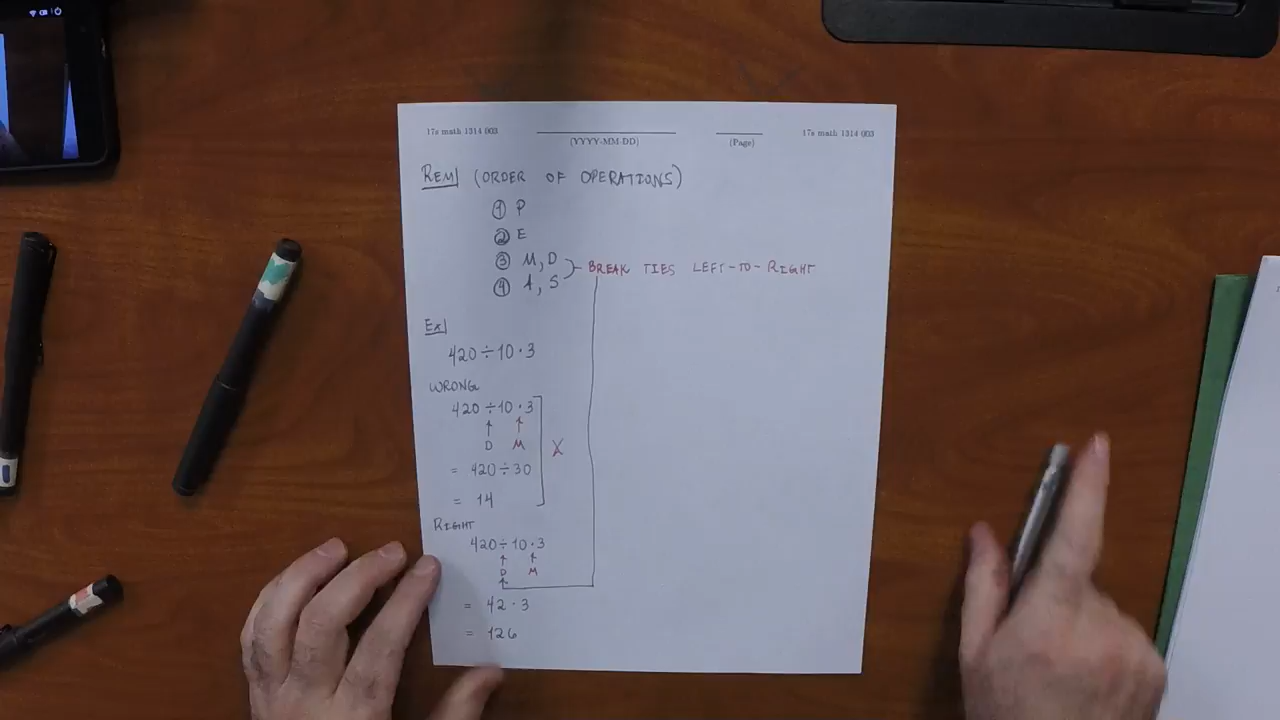 17s math 1314 003 (YYYY-MM-DD) (Page) 17s math 1314 003
REM (ORDER OF OPERATIONS)
① P
② E
③ M, D
BREAK TIES LEFT-TO-RIGHT
④ A, S
Ex
420 ÷ 10 · 3
WRONG
420 ÷ 10 · 3
D M
= 420 ÷ 30
X
= 14
RIGHT
420 ÷ 10 · 3
D M
= 42 · 3
= 126